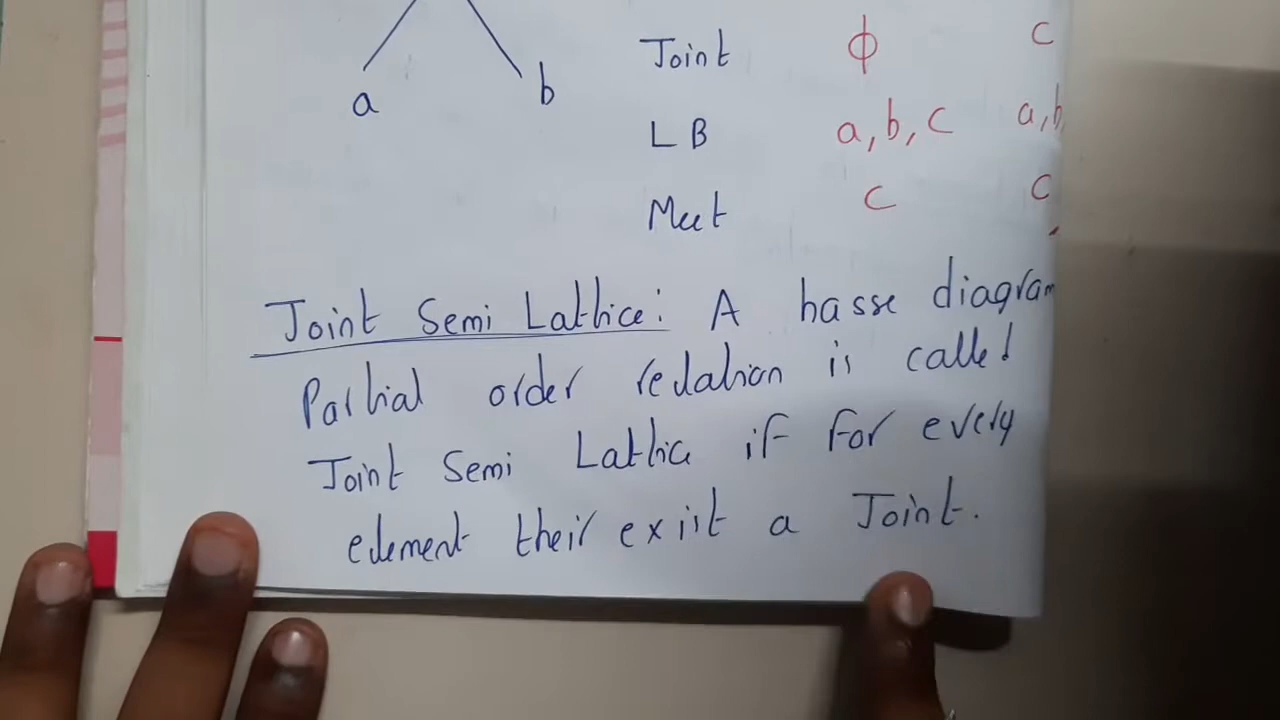 Joint ϕ c
a b
LB a, b, c a, b,
Meet c c
Joint Semi Lattice: A hasse diagram
Partial order relation is called
Joint Semi Lattice if for every
element their exist a Joint.